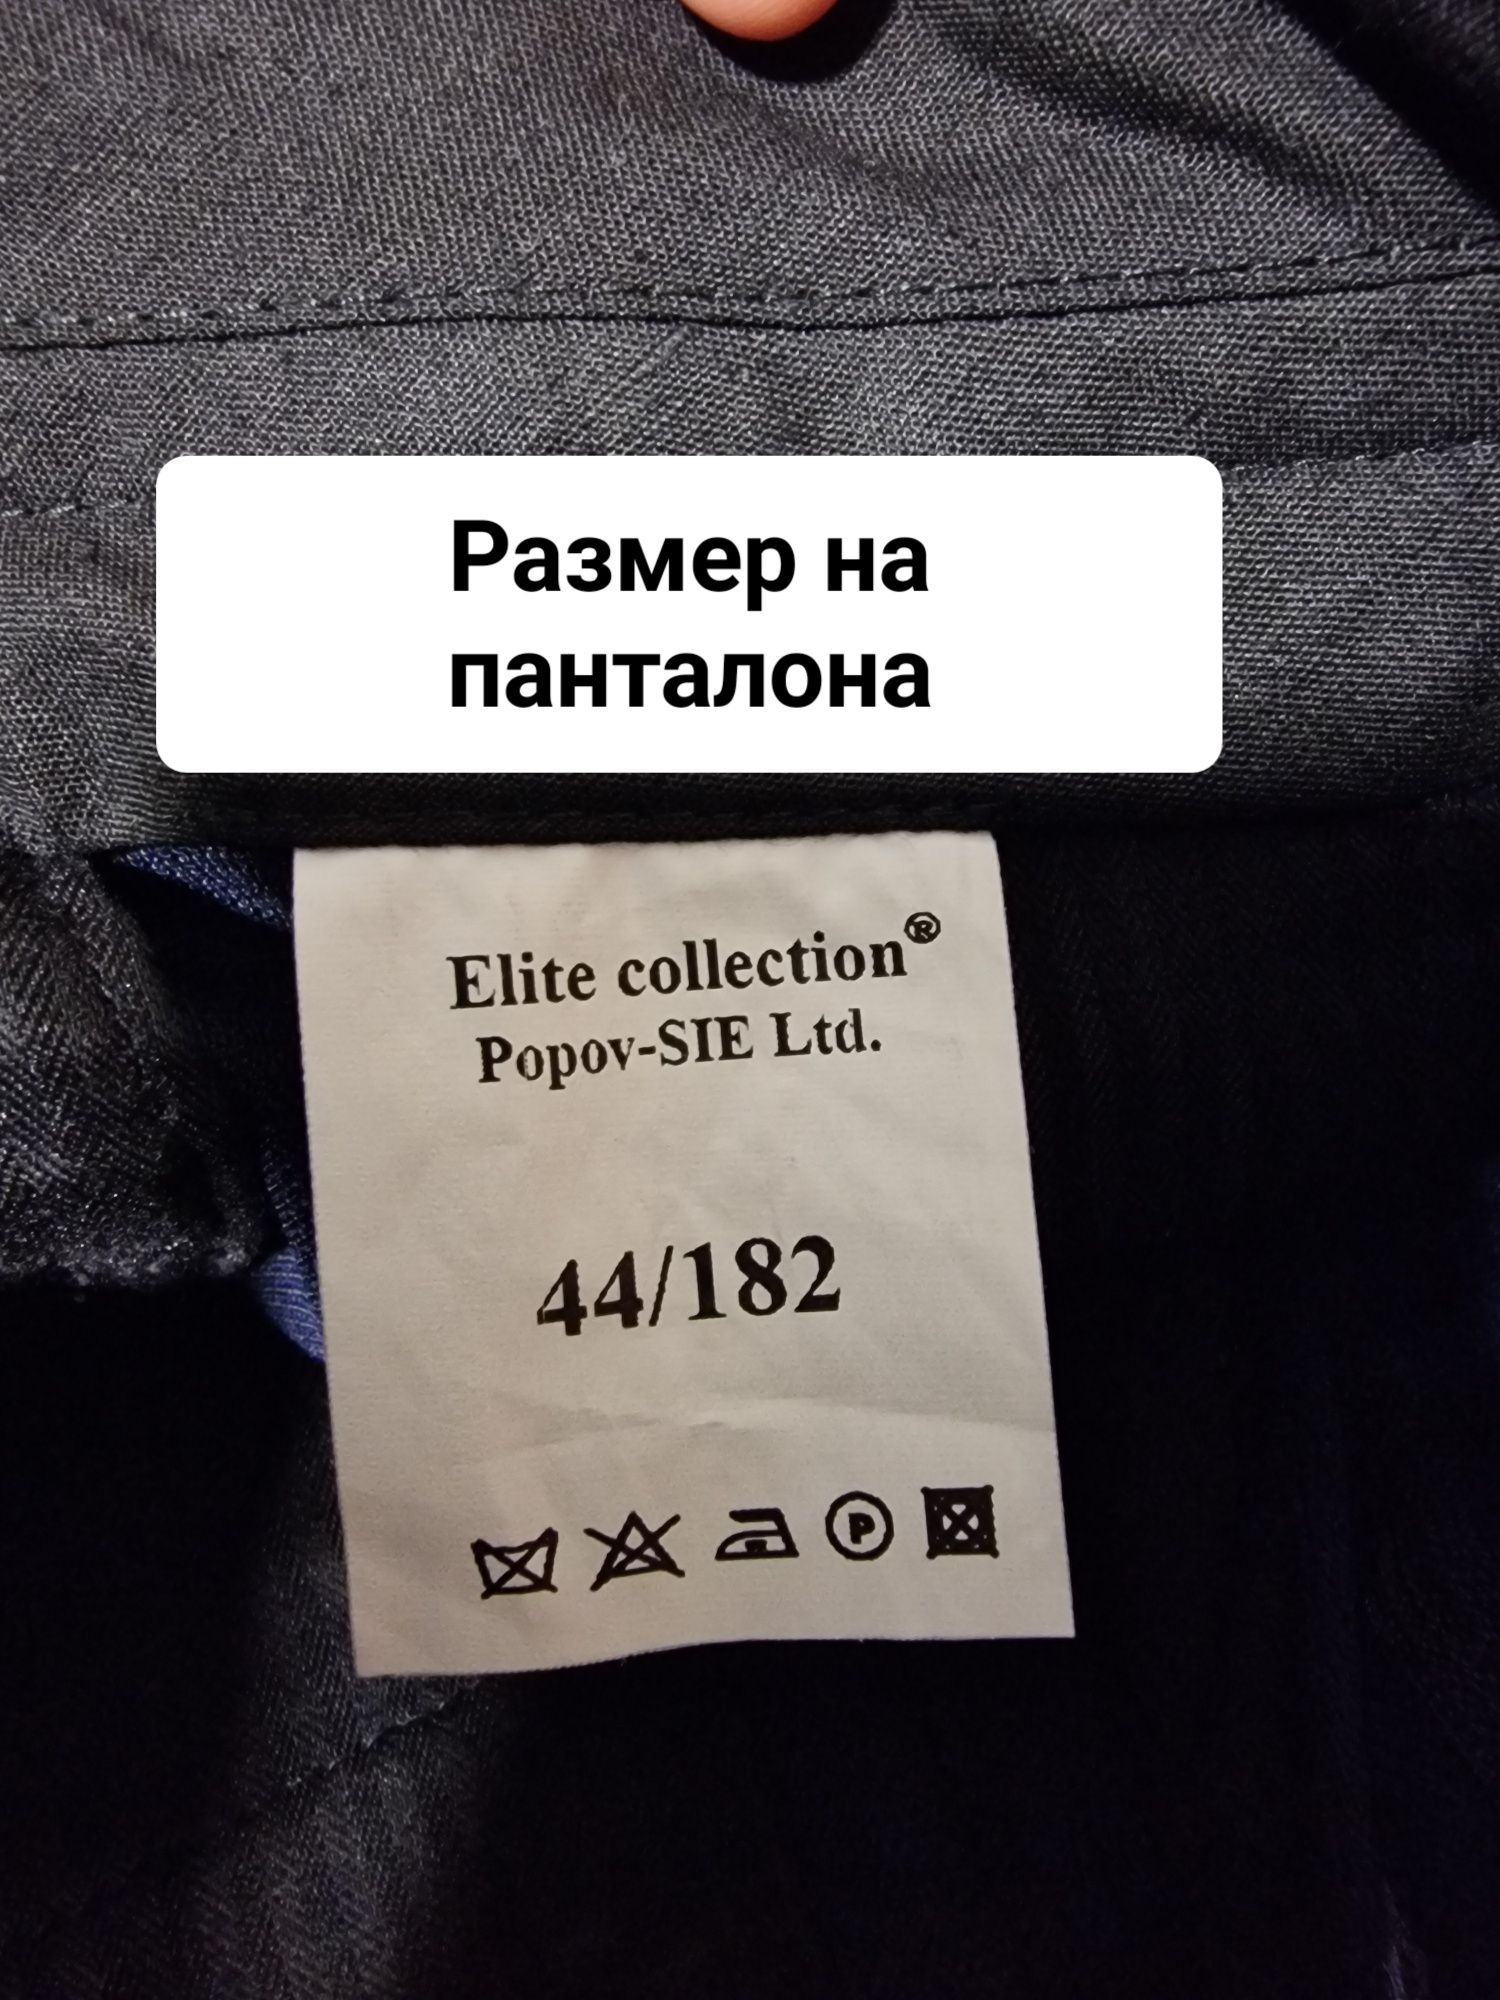 Размер на
панталона
Elite collection®
Popov-SIE Ltd.
44/182
P